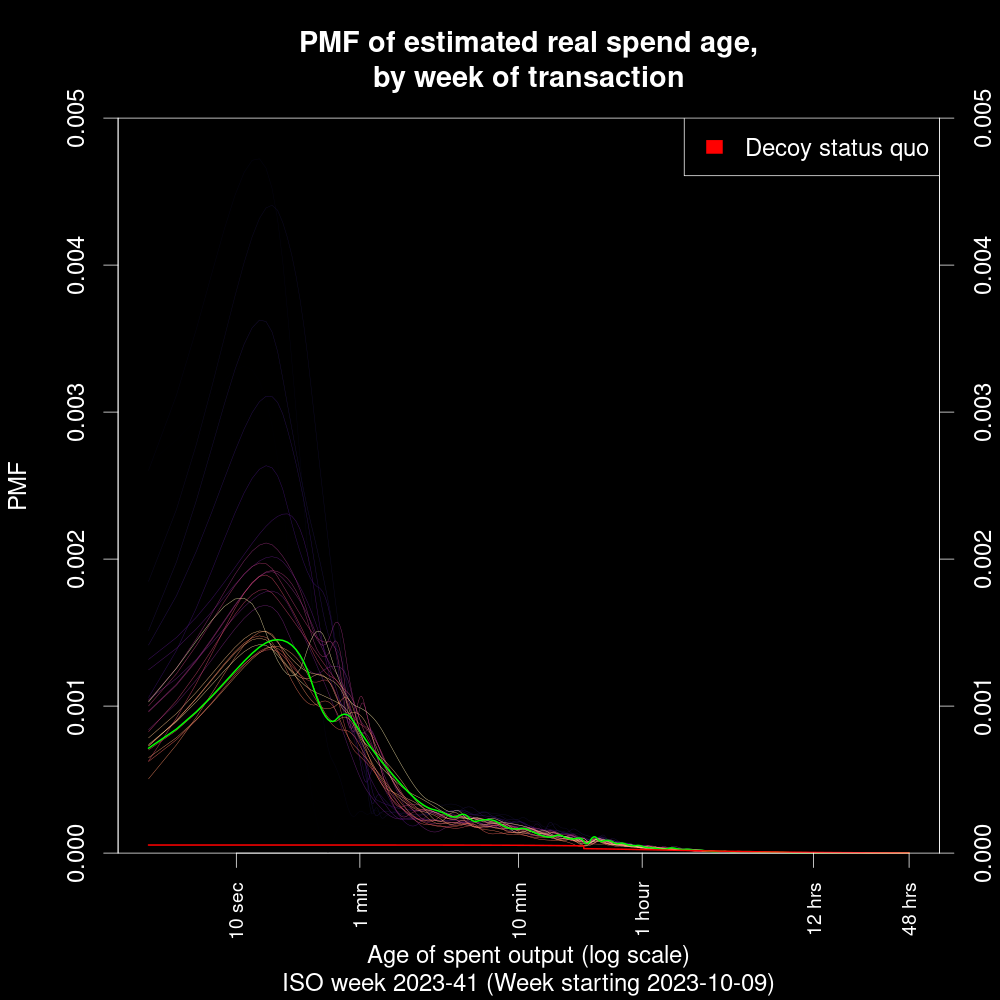 PMF of estimated real spend age,
by week of transaction
Decoy status quo
PMF
0.000
0.001
0.002
0.003
0.004
0.005
0.000
0.001
0.002
0.003
0.004
0.005
10 sec
1 min
10 min
1 hour
12 hrs
48 hrs
Age of spent output (log scale)
ISO week 2023-41 (Week starting 2023-10-09)